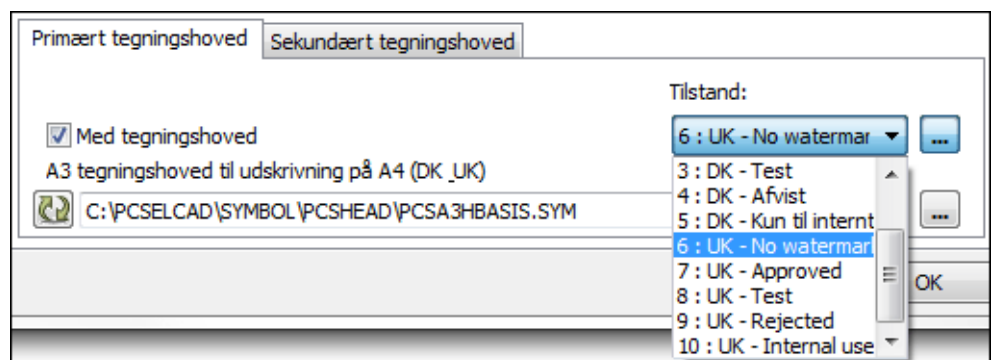 Primært tegningshoved
Sekundært tegningshoved
Tilstand:
Med tegningshoved
6 : UK - No watermar
...
A3 tegningshoved til udskrivning på A4 (DK_UK)
C:\PCSELCAD\SYMBOL\PCSHEAD\PCSA3HBASIS.SYM
...
3 : DK - Test
4 : DK - Afvist
5 : DK - Kun til internt
6 : UK - No watermark
7 : UK - Approved
8 : UK - Test
9 : UK - Rejected
10 : UK - Internal use
OK